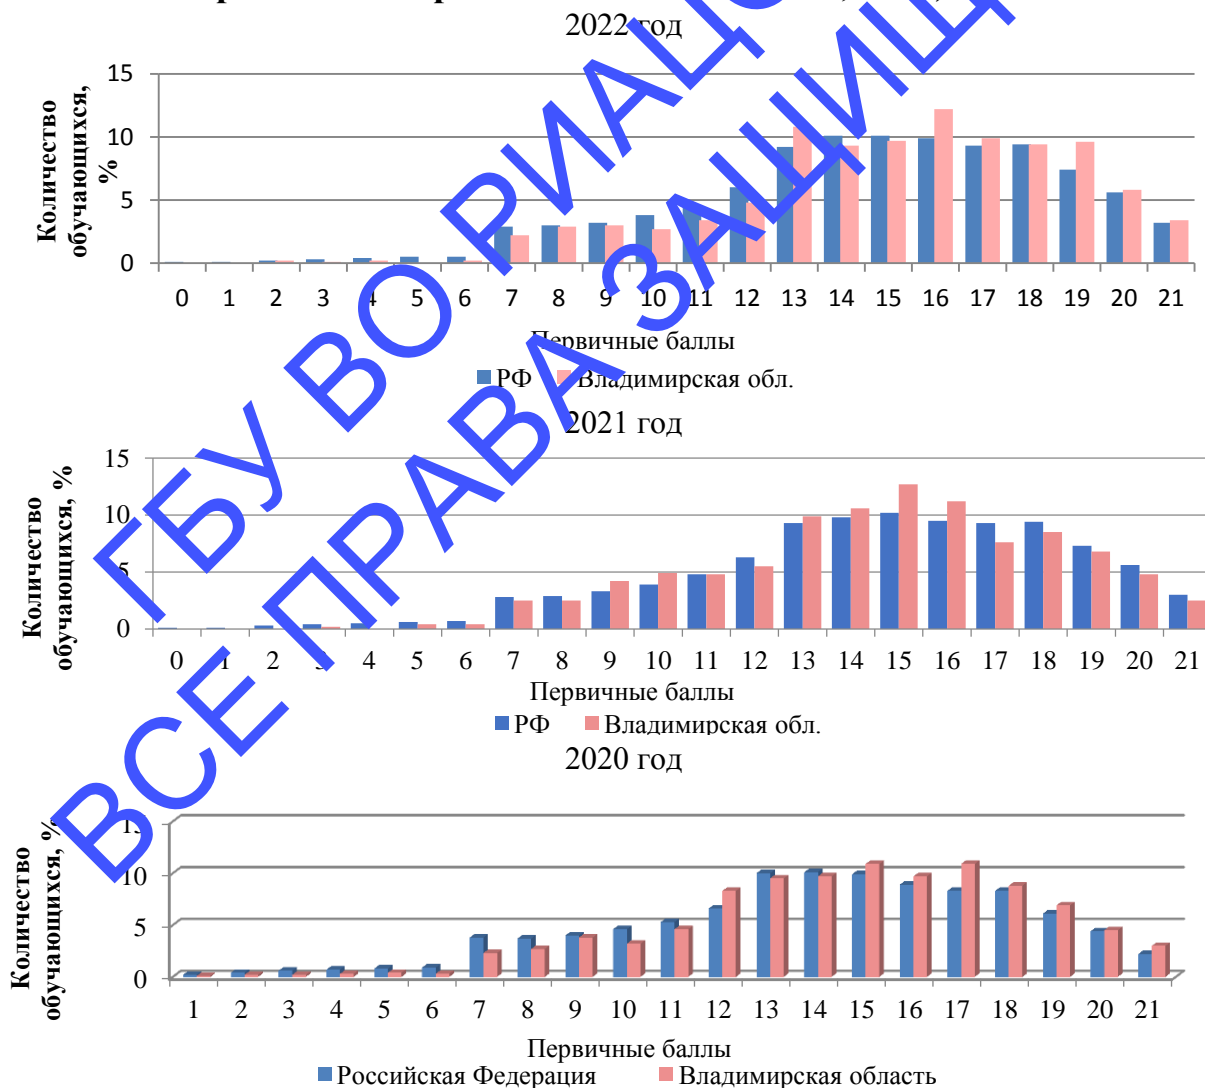 2022 год
Количество
обучающихся,
%
15
10
5
0
0 1 2 3 4 5 6 7 8 9 10 11 12 13 14 15 16 17 18 19 20 21
Первичные баллы
РФ Владимирская обл.
2021 год
Количество
обучающихся, %
15
10
5
0
0 1 2 3 4 5 6 7 8 9 10 11 12 13 14 15 16 17 18 19 20 21
Первичные баллы
РФ Владимирская обл.
2020 год
Количество
обучающихся, %
15
10
5
0
1 2 3 4 5 6 7 8 9 10 11 12 13 14 15 16 17 18 19 20 21
Первичные баллы
Российская Федерация Владимирская область
ГБУ ВО РИАЦО
ВСЕ ПРАВА